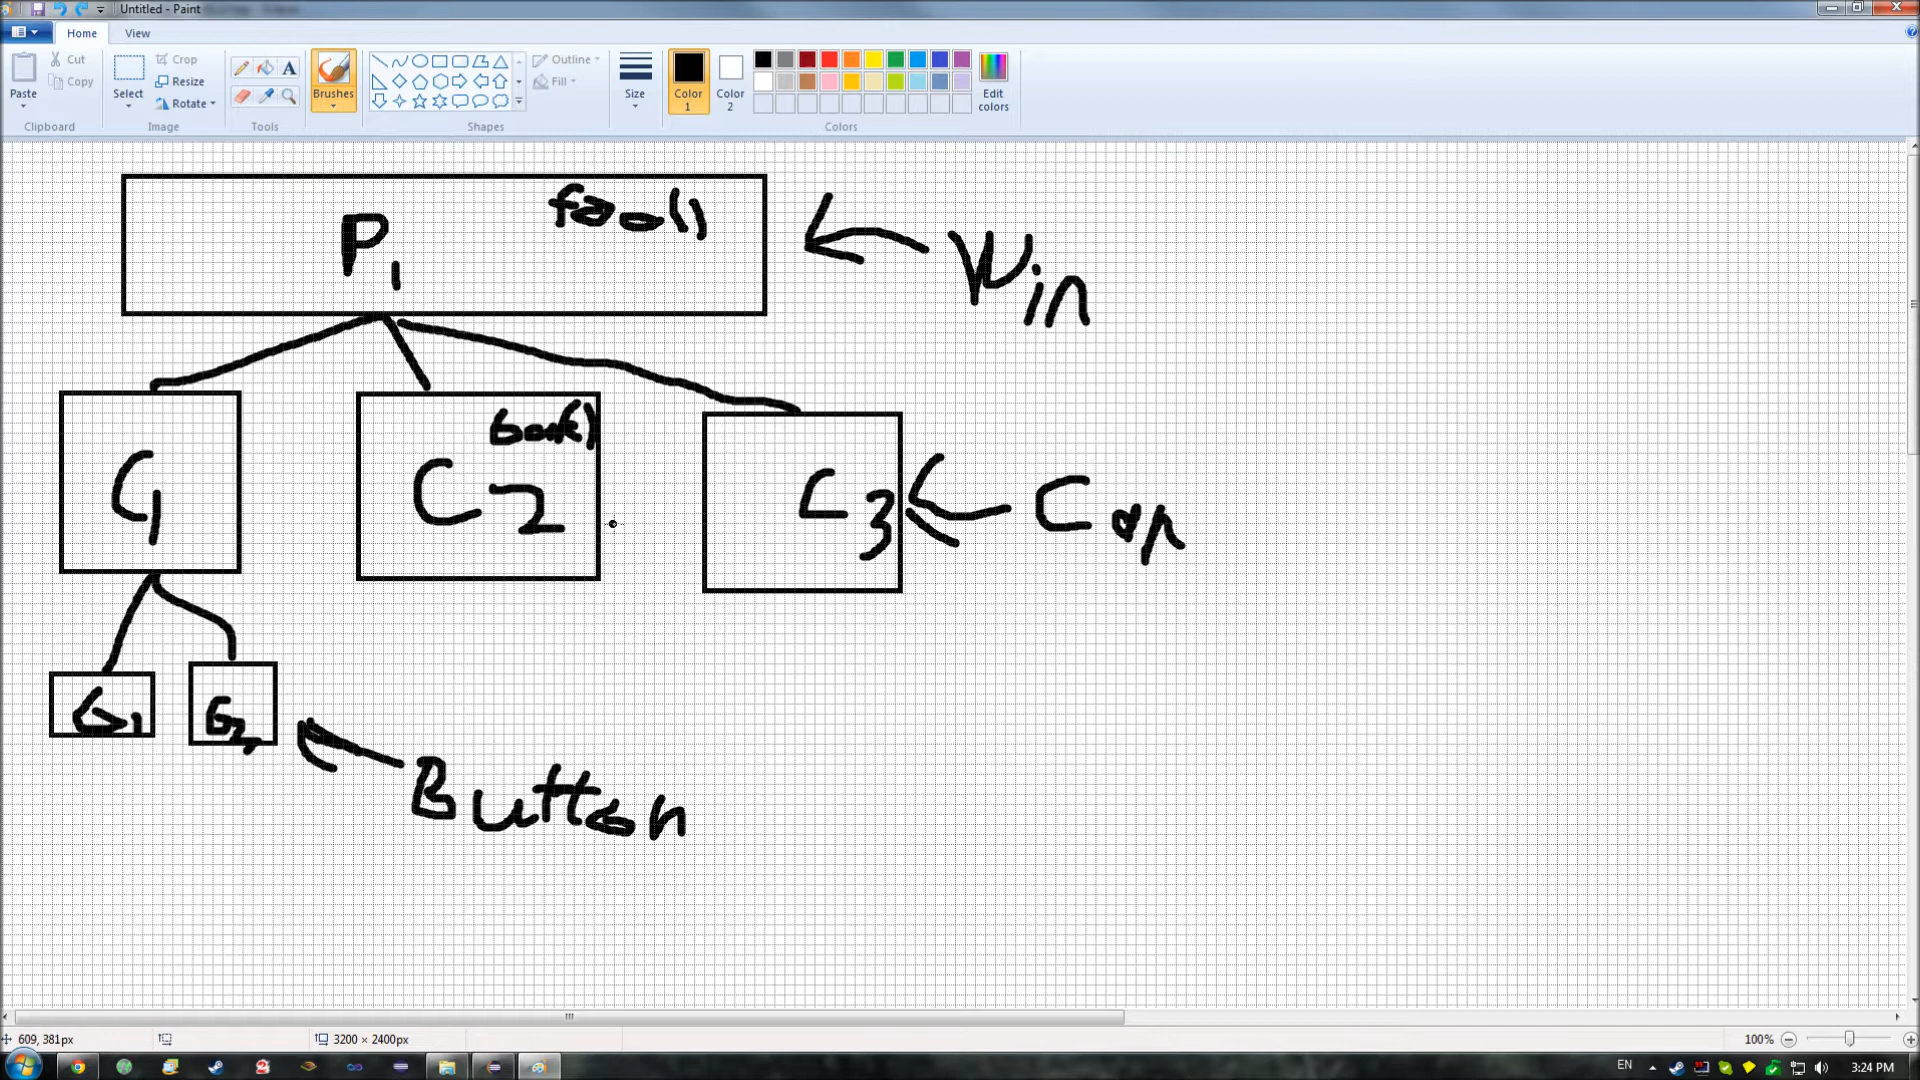 Untitled - Paint
Home
View
Paste
Cut
Copy
Clipboard
Select
Crop
Resize
Rotate
Image
Tools
Brushes
Outline
Fill
Shapes
Size
Color
1
Color
2
Edit
colors
Colors
P1
foo()
Win
C1
C2
C3
G1
G2
Button
609, 381px
3200 × 2400px
100%
EN
3:24 PM